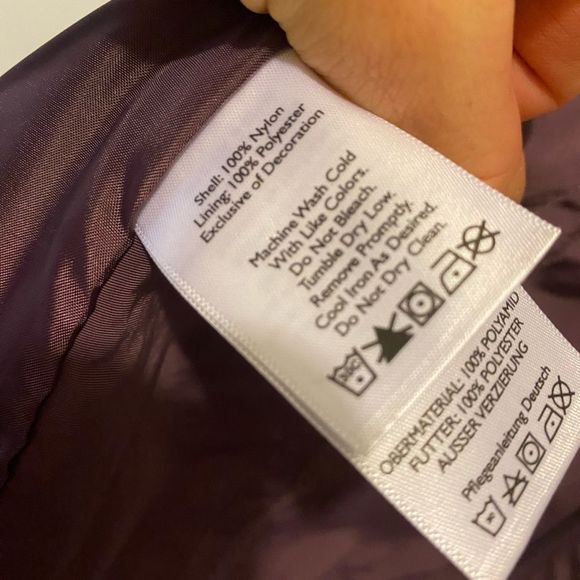 Shell: 100% Nylon
Lining: 100% Polyester
Exclusive of Decoration
Machine Wash Cold
With Like Colors.
Do Not Bleach.
Tumble Dry Low.
Remove Promptly.
Cool Iron As Desired.
Do Not Dry Clean.
OBERMATERIAL: 100% POLYAMID
FUTTER: 100% POLYESTER
AUSSER VERZIERUNG
Pflegeanleitung Deutsch